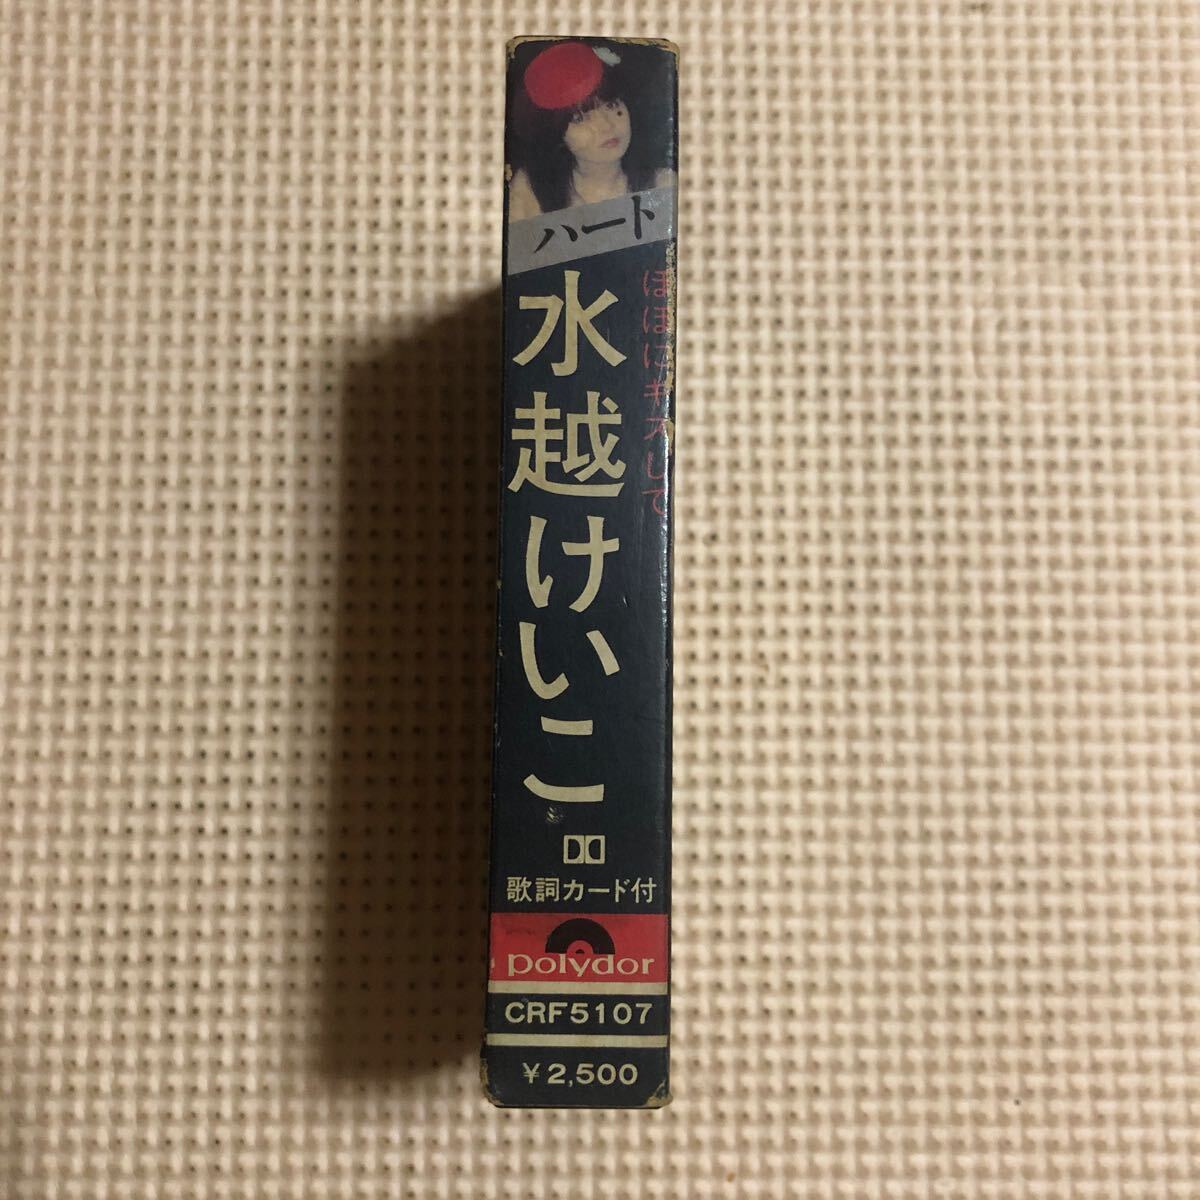 ハート
水越けいこ
ほほにキスして
歌詞カード付
polydor
CRF5107
￥2,500